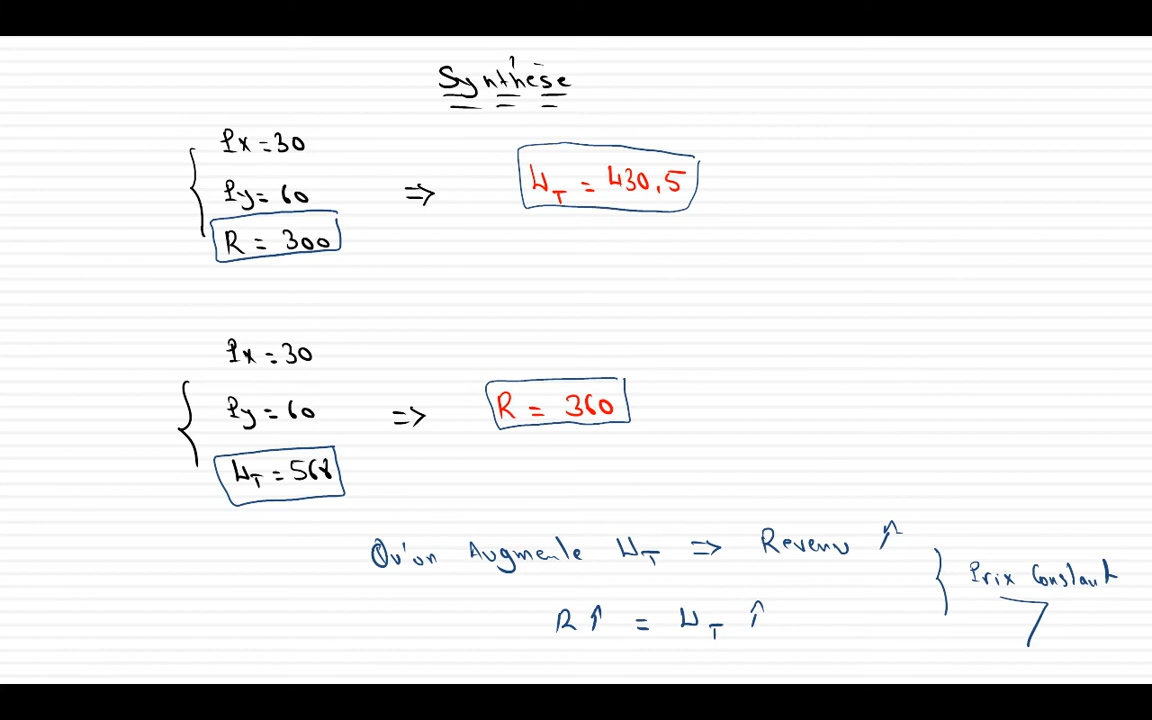 Synthèse
Px = 30
Py = 60 => UT = 430.5
R = 300
Px = 30
Py = 60 => R = 360
UT = 568
Qu'on Augmente UT => Revenu ↑
R ↑ = UT ↑ } Prix Constant